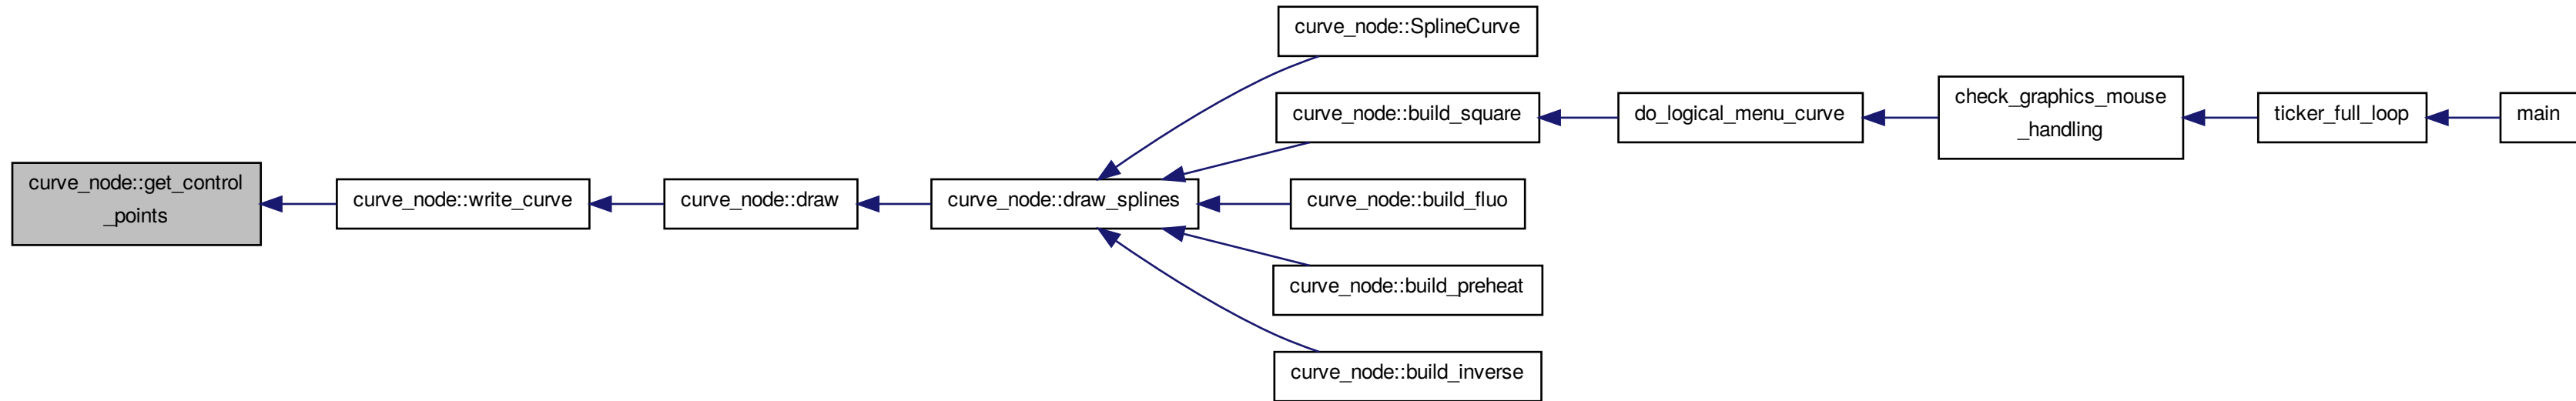 curve_node::SplineCurve
curve_node::build_square
do_logical_menu_curve
check_graphics_mouse
_handling
ticker_full_loop
main
curve_node::get_control
_points
curve_node::write_curve
curve_node::draw
curve_node::draw_splines
curve_node::build_fluo
curve_node::build_preheat
curve_node::build_inverse